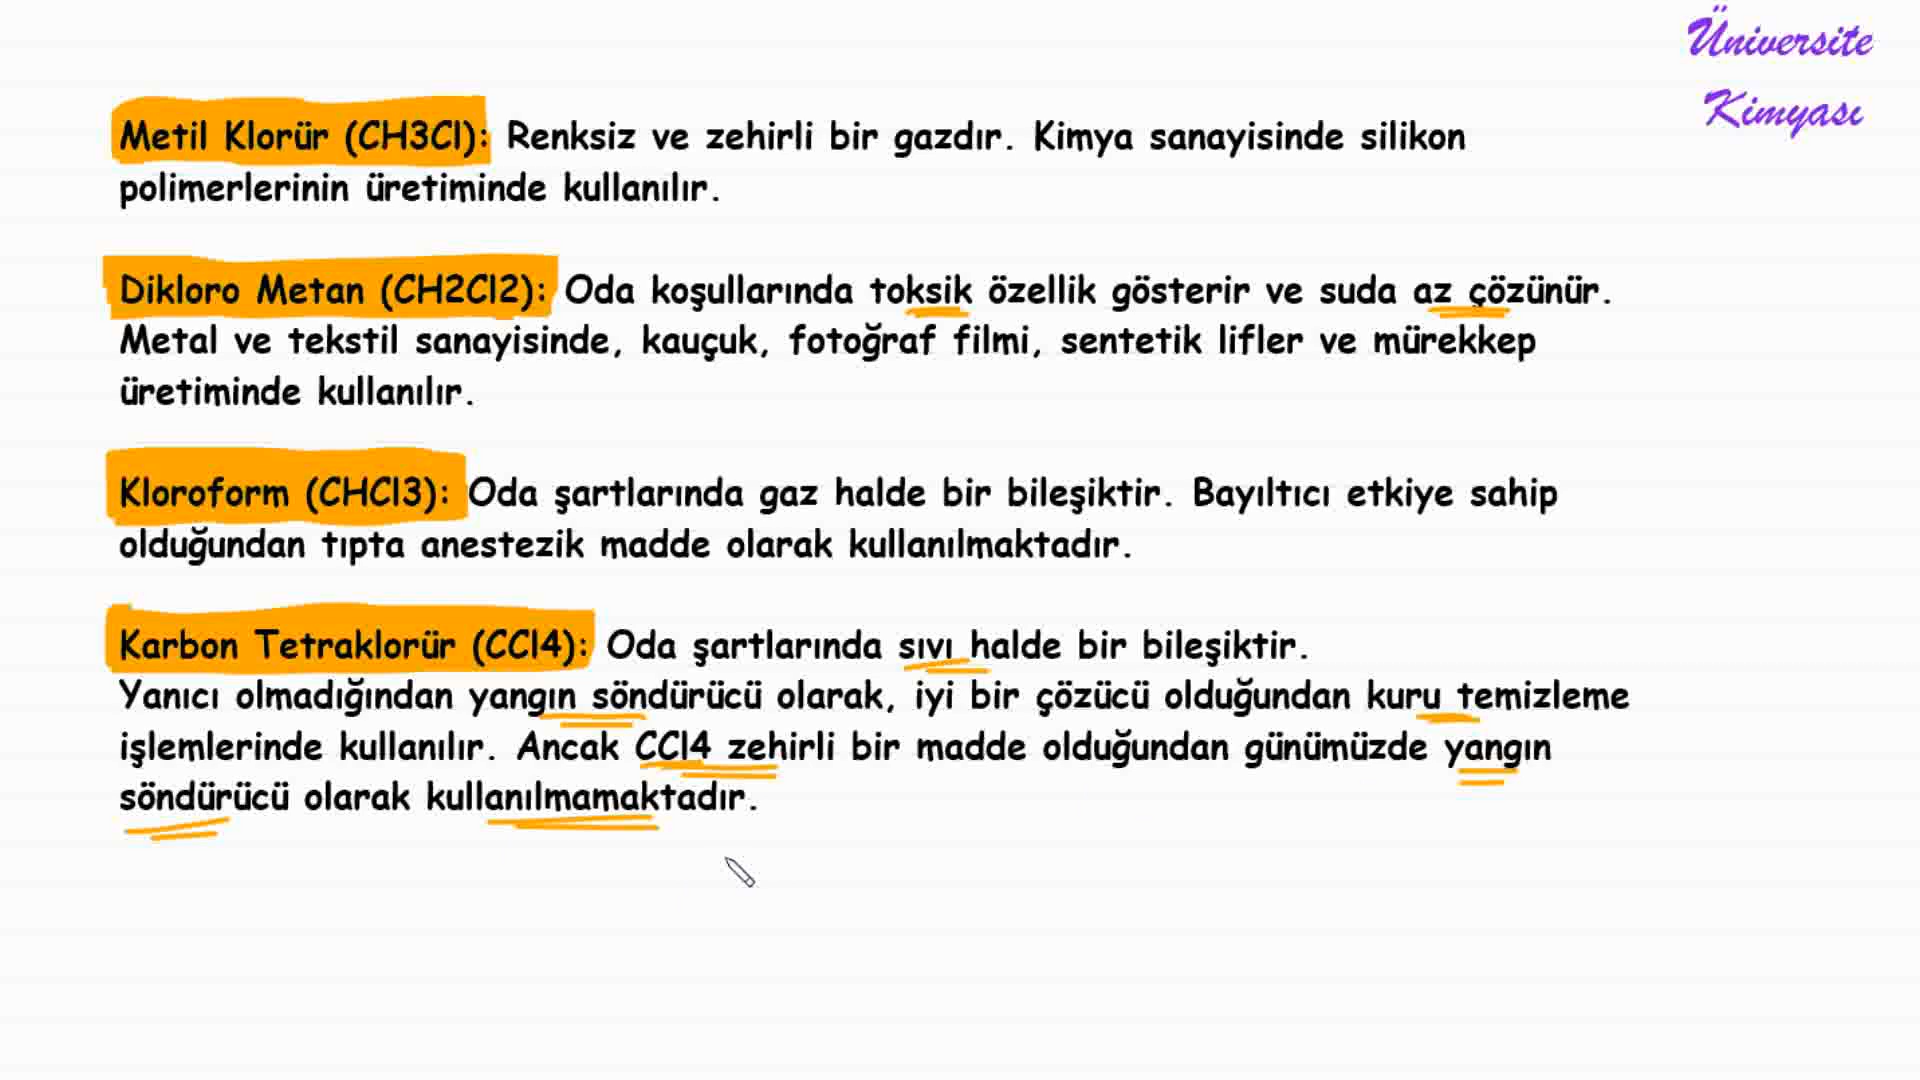 Üniversite
Kimyası
Metil Klorür (CH3Cl): Renksiz ve zehirli bir gazdır. Kimya sanayisinde silikon
polimerlerinin üretiminde kullanılır.
Dikloro Metan (CH2Cl2): Oda koşullarında toksik özellik gösterir ve suda az çözünür.
Metal ve tekstil sanayisinde, kauçuk, fotoğraf filmi, sentetik lifler ve mürekkep
üretiminde kullanılır.
Kloroform (CHCl3): Oda şartlarında gaz halde bir bileşiktir. Bayıltıcı etkiye sahip
olduğundan tıpta anestezik madde olarak kullanılmaktadır.
Karbon Tetraklorür (CCl4): Oda şartlarında sıvı halde bir bileşiktir.
Yanıcı olmadığından yangın söndürücü olarak, iyi bir çözücü olduğundan kuru temizleme
işlemlerinde kullanılır. Ancak CCl4 zehirli bir madde olduğundan günümüzde yangın
söndürücü olarak kullanılmamaktadır.